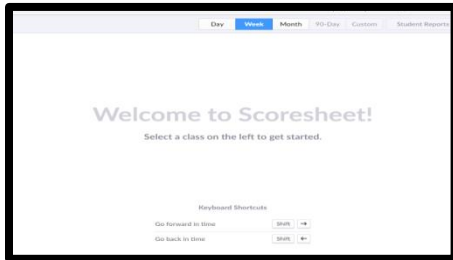 Day Week Month 90-Day Custom Student Reports
Welcome to Scoresheet!
Select a class on the left to get started.
Keyboard Shortcuts
Go forward in time Shift →
Go back in time Shift ←